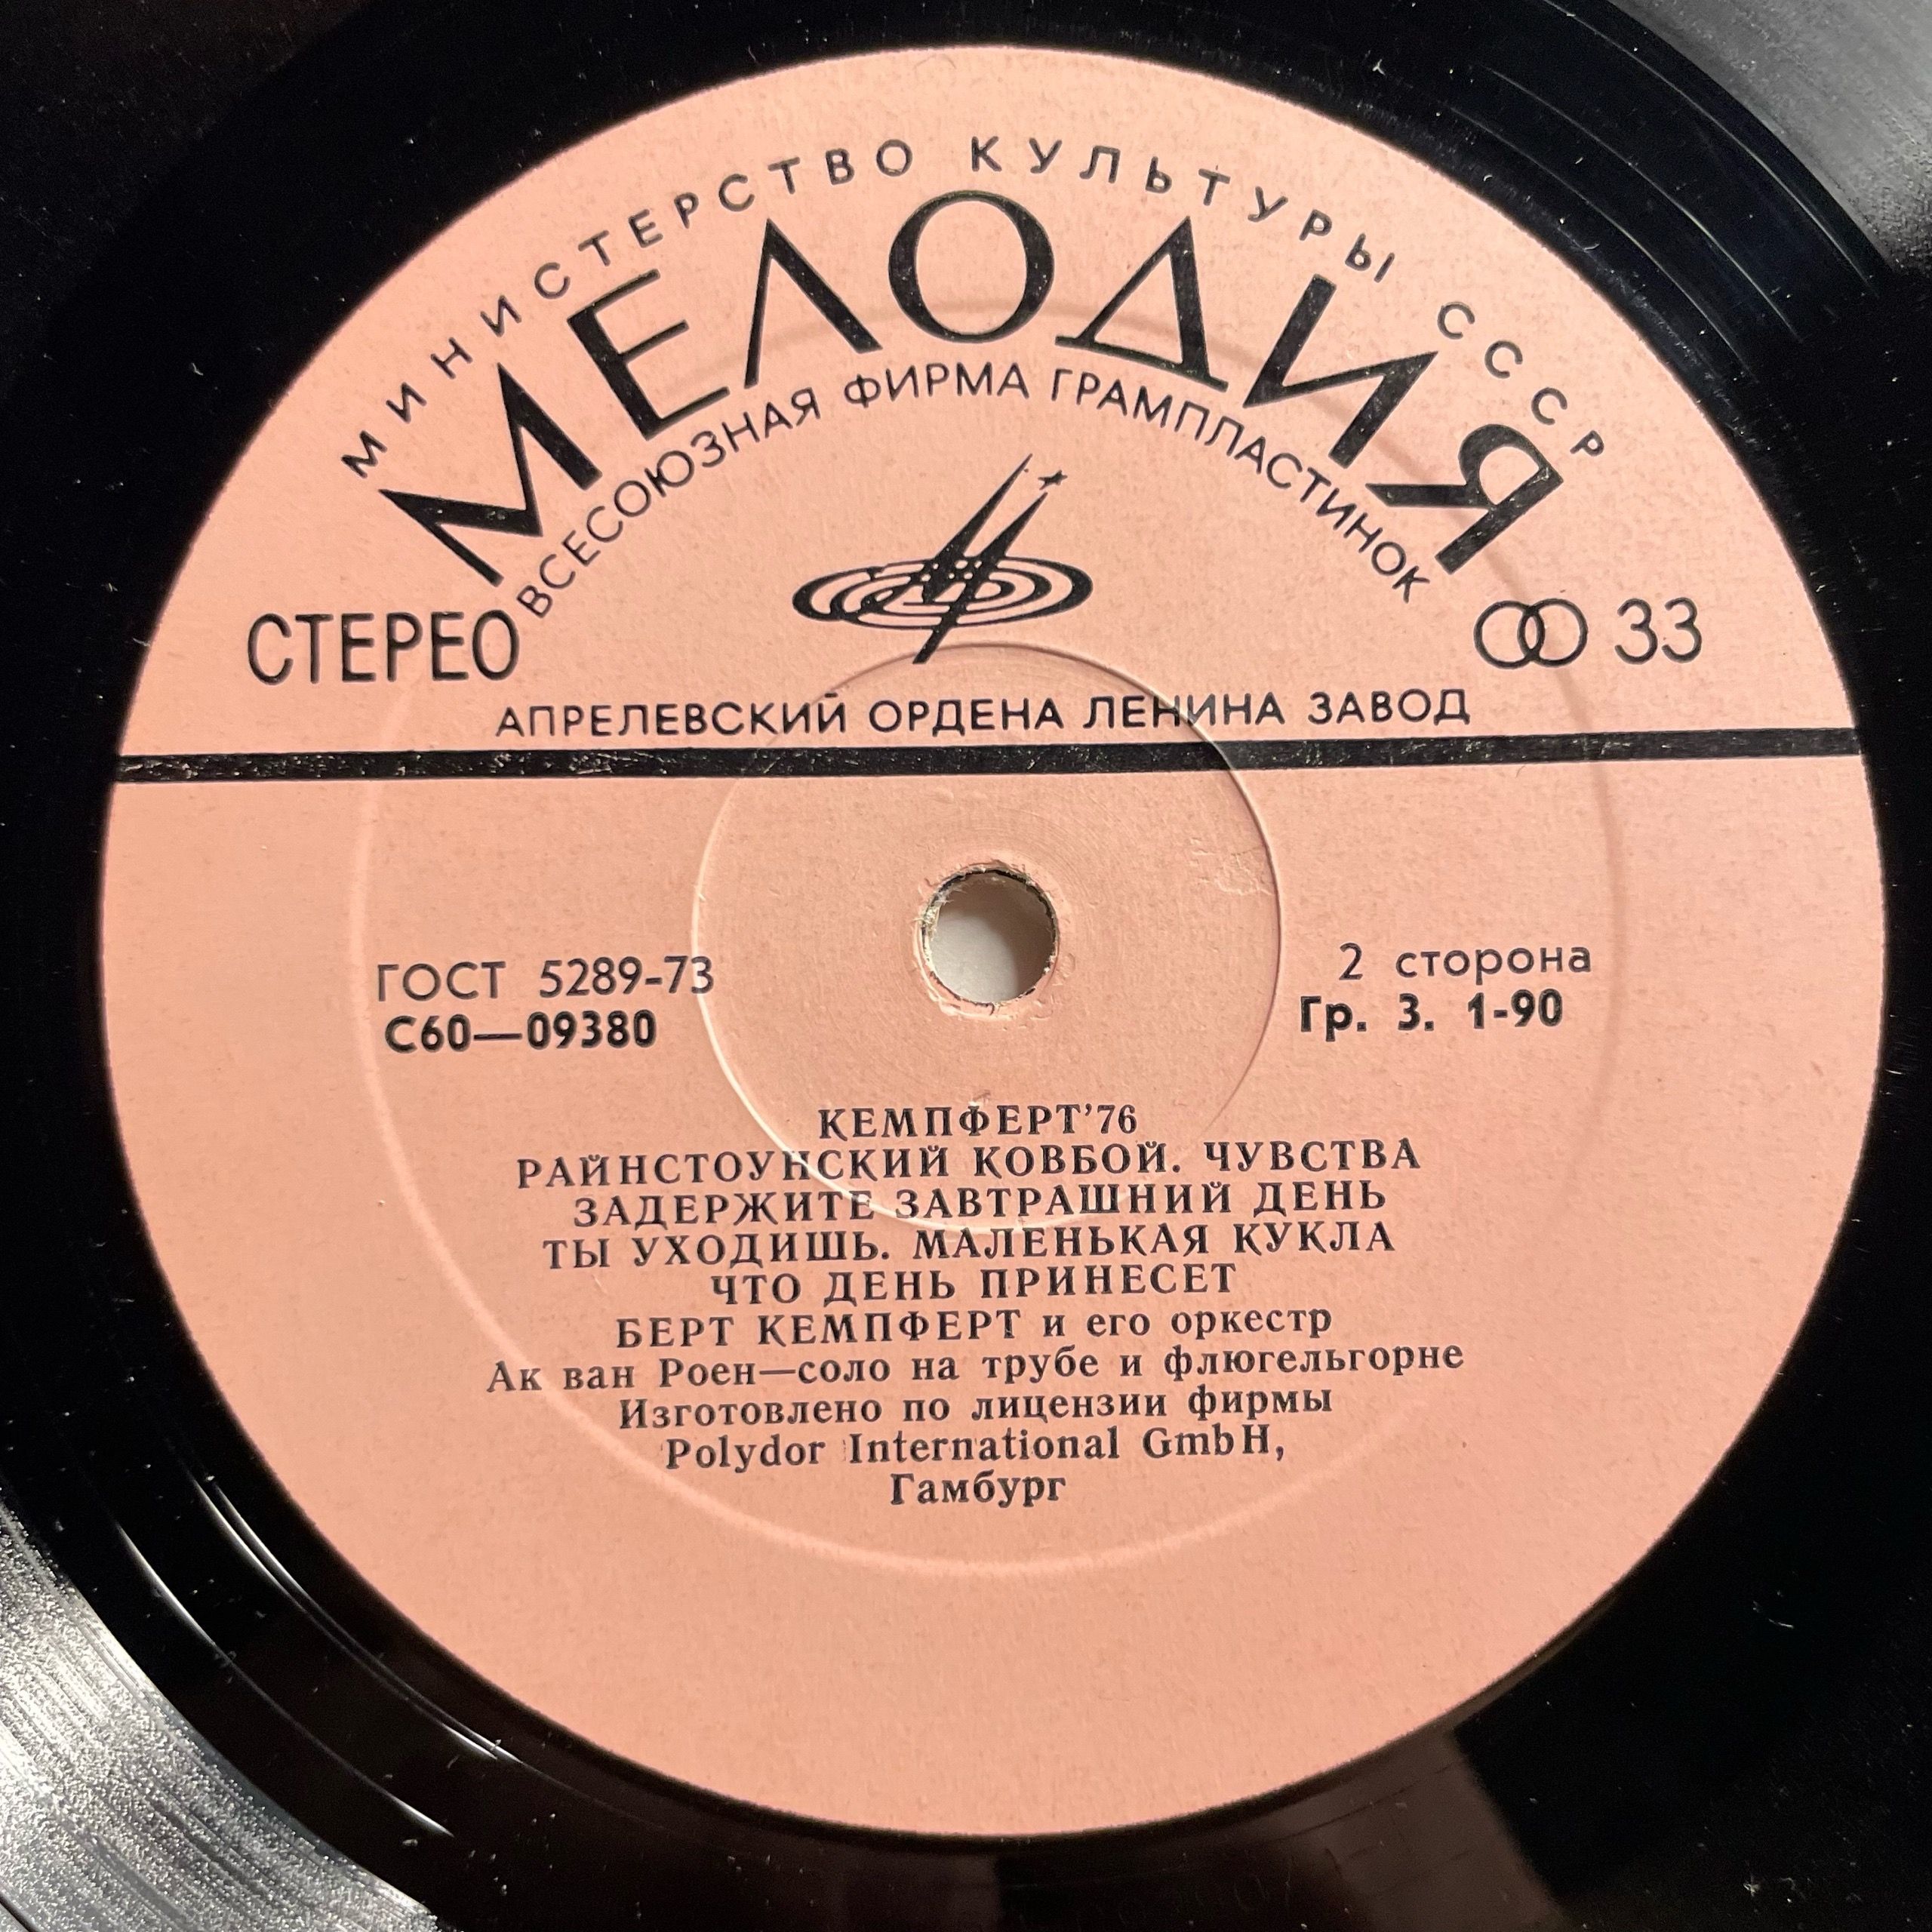 МИНИСТЕРСТВО КУЛЬТУРЫ СССР
МЕЛОДИЯ
ВСЕСОЮЗНАЯ ФИРМА ГРАМПЛАСТИНОК
СТЕРЕО
33
АПРЕЛЕВСКИЙ ОРДЕНА ЛЕНИНА ЗАВОД
ГОСТ 5289-73
2 сторона
С60—09380
Гр. 3. 1-90
КЕМПФЕРТ’76
РАЙНСТОУНСКИЙ КОВБОЙ. ЧУВСТВА
ЗАДЕРЖИТЕ ЗАВТРАШНИЙ ДЕНЬ
ТЫ УХОДИШЬ. МАЛЕНЬКАЯ КУКЛА
ЧТО ДЕНЬ ПРИНЕСЕТ
БЕРТ КЕМПФЕРТ и его оркестр
Ак ван Роен—соло на трубе и флюгельгорне
Изготовлено по лицензии фирмы
Polydor International GmbH,
Гамбург